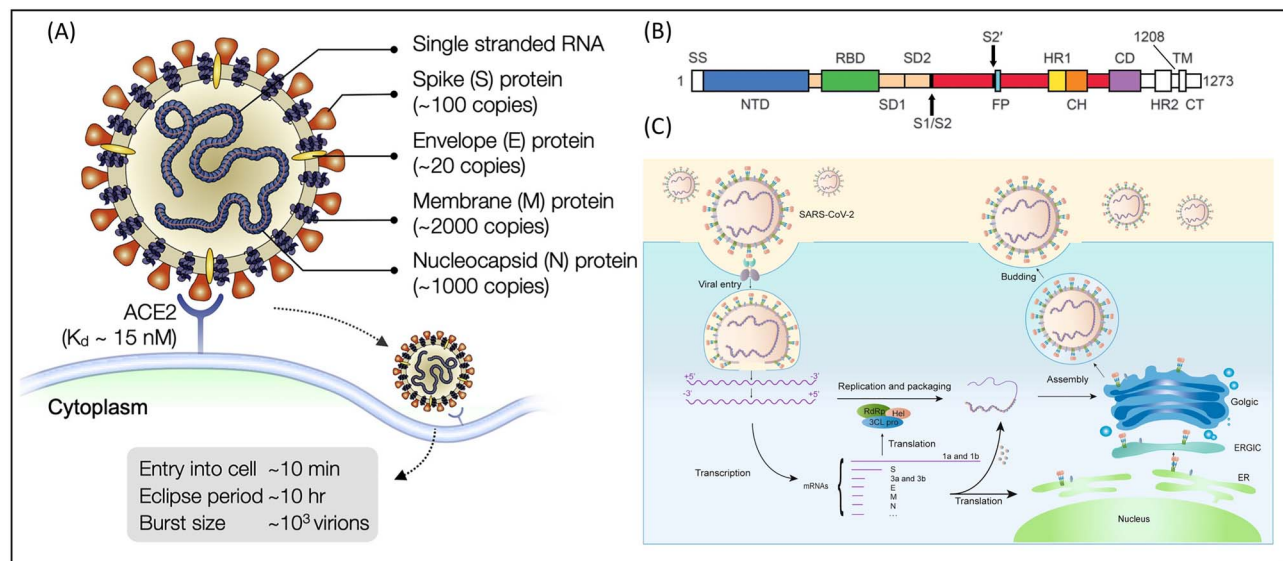 (A)
Single stranded RNA
Spike (S) protein
(~100 copies)
Envelope (E) protein
(~20 copies)
Membrane (M) protein
(~2000 copies)
Nucleocapsid (N) protein
(~1000 copies)
ACE2
(Kd ~ 15 nM)
Cytoplasm
Entry into cell ~10 min
Eclipse period ~10 hr
Burst size ~10³ virions
(B)
S2′
1208
SS RBD SD2 HR1 CD TM
1 1273
NTD SD1 FP CH HR2 CT
S1/S2
(C)
SARS-CoV-2
Viral entry
Budding
+5′ -3′
-3′ +5′
Replication and packaging
Assembly
RdRp Hel
3CL pro
Golgic
Translation
1a and 1b
ERGIC
Transcription
mRNAs
S
3a and 3b
E
M
N
...
Translation
ER
Nucleus